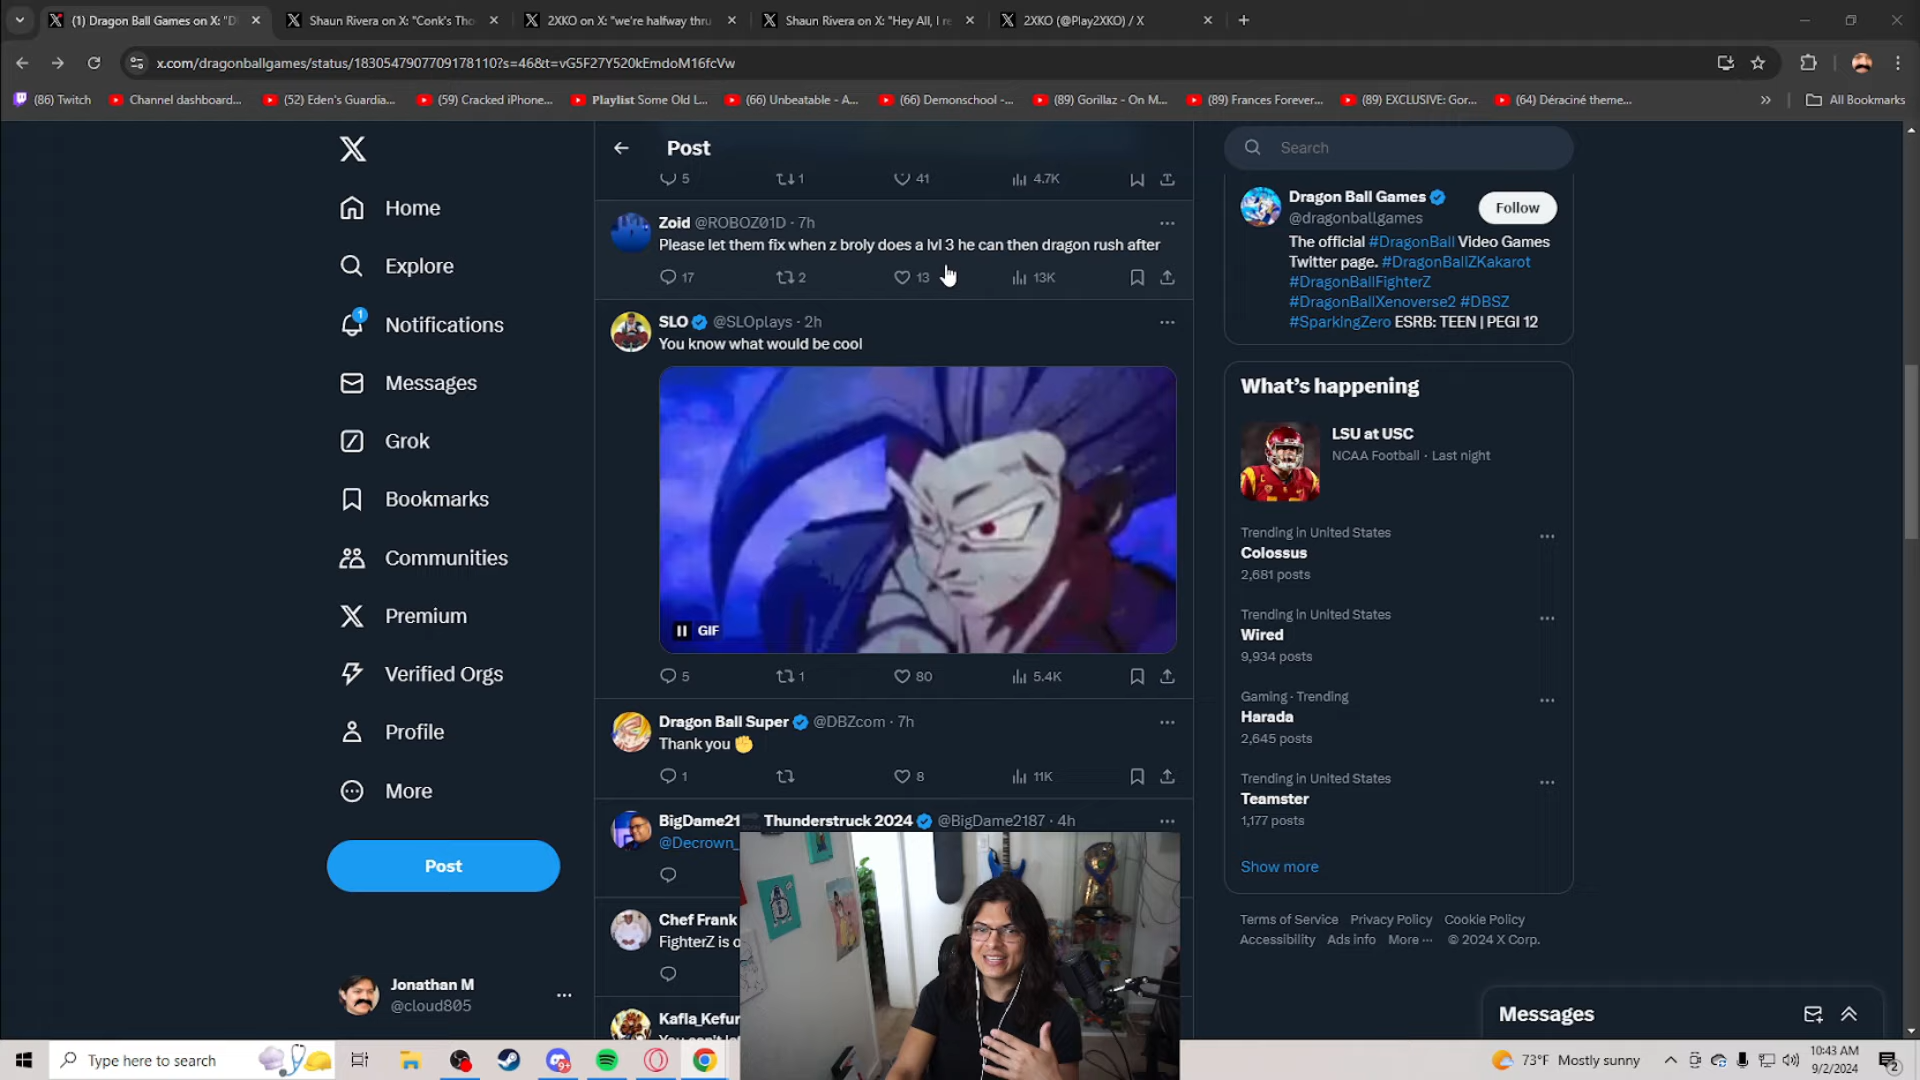 (1) Dragon Ball Games on X: "D
Shaun Rivera on X: "Conk's Tho
2XKO on X: "we're halfway thru
Shaun Rivera on X: "Hey All, I re
2XKO (@Play2XKO) / X
x.com/dragonballgames/status/1830547907709178110?s=46&t=vG5F27Y520kEmdoM16fcVw
(86) Twitch
Channel dashboard...
(52) Eden's Guardia...
(59) Cracked iPhone...
Playlist Some Old L...
(66) Unbeatable - A...
(66) Demonschool -...
(89) Gorillaz - On M...
(89) Frances Forever...
(89) EXCLUSIVE: Gor...
(64) Déraciné theme...
All Bookmarks
Home
Explore
1
Notifications
Messages
Grok
Bookmarks
Communities
Premium
Verified Orgs
Profile
More
Post
Jonathan M
@cloud805
Post
5 1 41 4.7K
Zoid @ROBOZ01D · 7h
Please let them fix when z broly does a lvl 3 he can then dragon rush after
17 2 13 13K
SLO @SLOplays · 2h
You know what would be cool
GIF
5 1 80 5.4K
Dragon Ball Super @DBZcom · 7h
Thank you ✊
1 8 11K
BigDame21 Thunderstruck 2024 @BigDame2187 · 4h
@Decrown_
Chef Frank
FighterZ is o
Kafla_Kefur
Search
Dragon Ball Games
@dragonballgames
Follow
The official #DragonBall Video Games
Twitter page. #DragonBallZKakarot
#DragonBallFighterZ
#DragonBallXenoverse2 #DBSZ
#SparkingZero ESRB: TEEN | PEGI 12
What's happening
LSU at USC
NCAA Football · Last night
Trending in United States
Colossus
2,681 posts
Trending in United States
Wired
9,934 posts
Gaming · Trending
Harada
2,645 posts
Trending in United States
Teamster
1,177 posts
Show more
Terms of Service Privacy Policy Cookie Policy
Accessibility Ads info More ··· © 2024 X Corp.
Messages
Type here to search
9+
73°F Mostly sunny
10:43 AM
9/2/2024
2